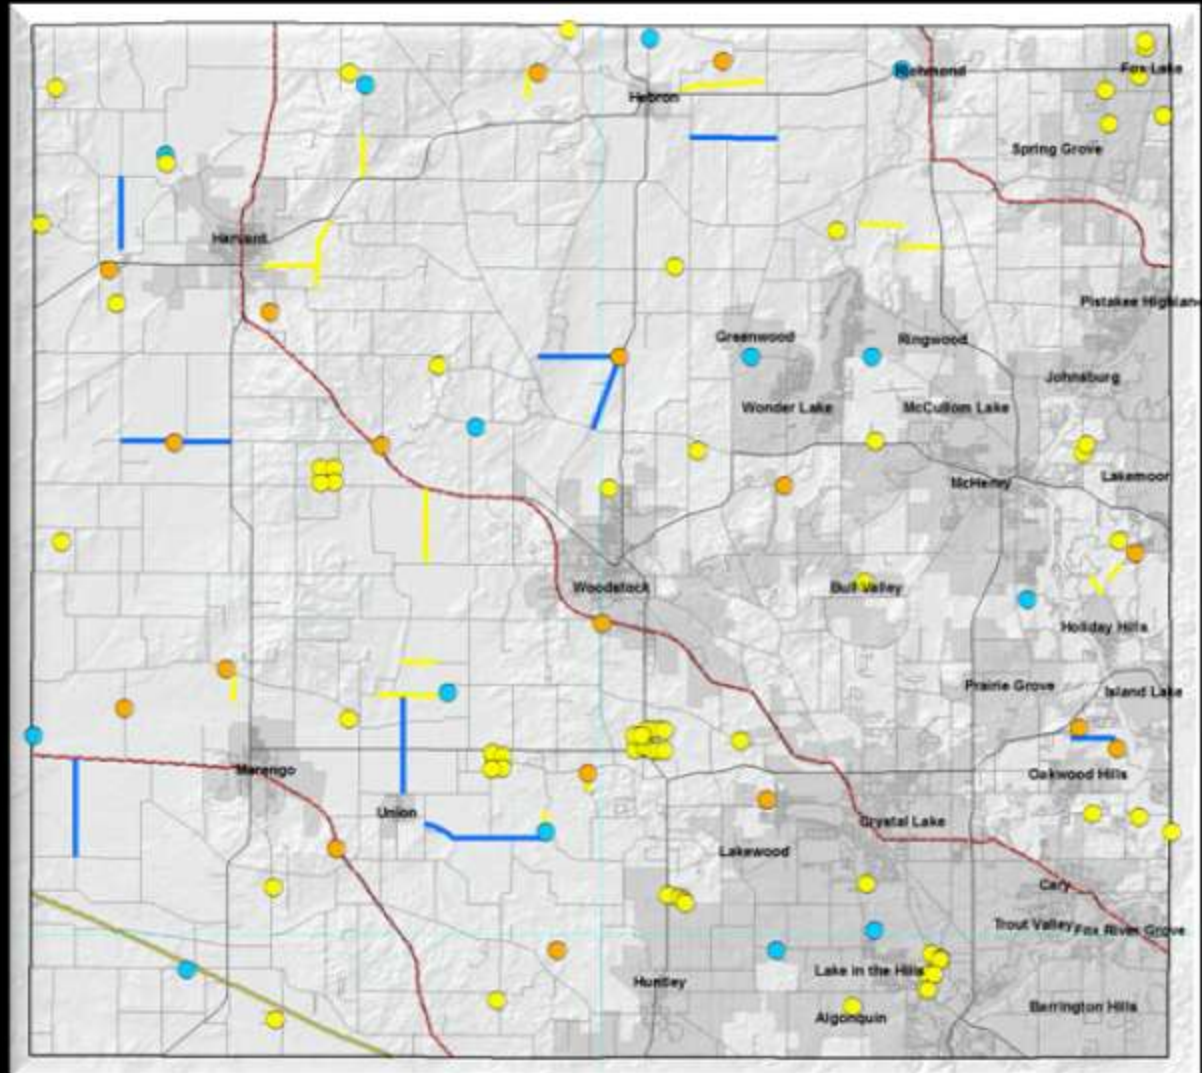 Richmond
Fox Lake
Hebron
Spring Grove
Harvard
Pistakee Highlan
Greenwood
Ringwood
Johnsburg
Wonder Lake
McCullom Lake
Lakemoor
McHenry
Woodstock
Bull Valley
Holiday Hills
Prairie Grove
Island Lake
Marengo
Oakwood Hills
Union
Crystal Lake
Lakewood
Cary
Trout Valley
Fox River Grove
Lake in the Hills
Huntley
Barrington Hills
Algonquin